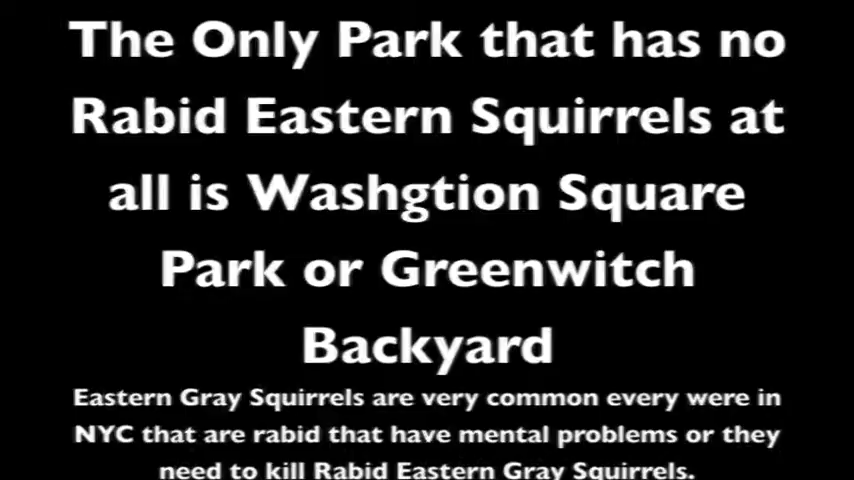 The Only Park that has no
Rabid Eastern Squirrels at
all is Washgtion Square
Park or Greenwitch
Backyard
Eastern Gray Squirrels are very common every were in
NYC that are rabid that have mental problems or they
need to kill Rabid Eastern Gray Squirrels.